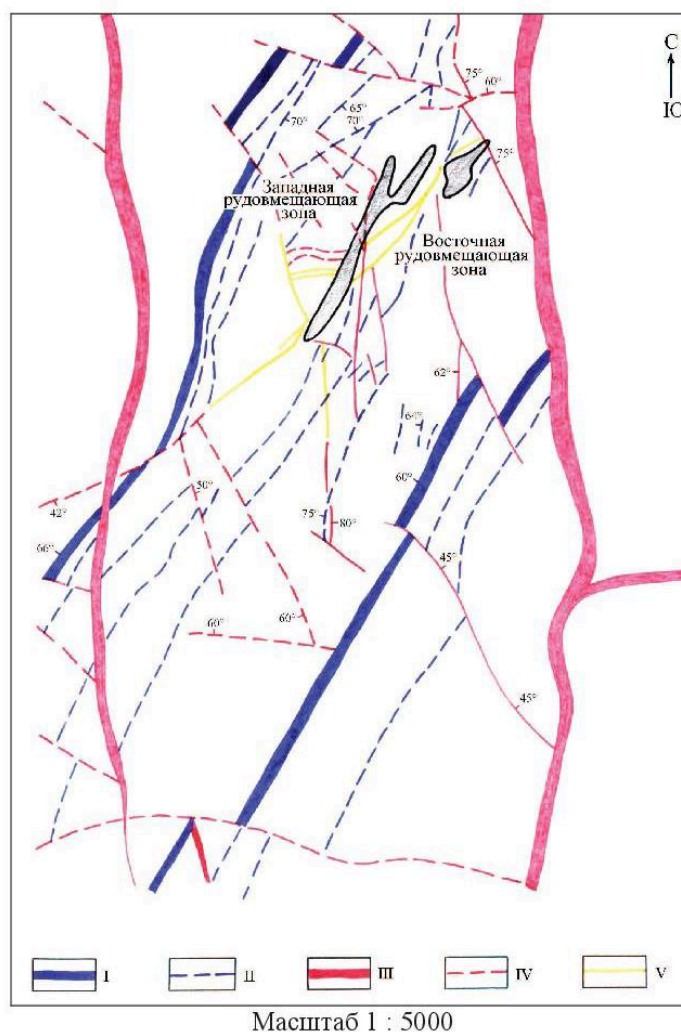 С
Ю
75°
60°
65°
70°
70°
75°
Западная
рудовмещающая
зона
Восточная
рудовмещающая
зона
62°
64°
60°
50°
42°
66°
75°
80°
45°
60°
60°
45°
I
II
III
IV
V
Масштаб 1 : 5000